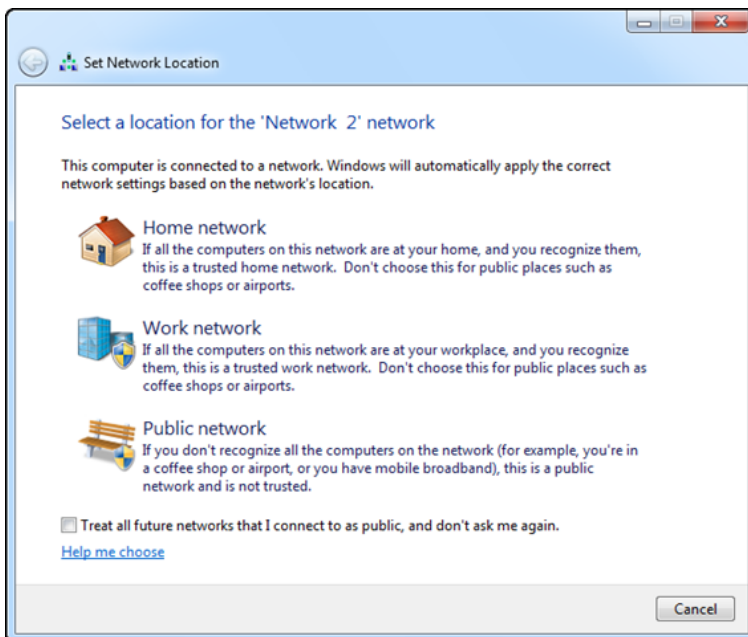 Set Network Location
Select a location for the 'Network 2' network
This computer is connected to a network. Windows will automatically apply the correct
network settings based on the network's location.
Home network
If all the computers on this network are at your home, and you recognize them,
this is a trusted home network. Don't choose this for public places such as
coffee shops or airports.
Work network
If all the computers on this network are at your workplace, and you recognize
them, this is a trusted work network. Don't choose this for public places such as
coffee shops or airports.
Public network
If you don't recognize all the computers on the network (for example, you're in
a coffee shop or airport, or you have mobile broadband), this is a public
network and is not trusted.
Treat all future networks that I connect to as public, and don't ask me again.
Help me choose
Cancel